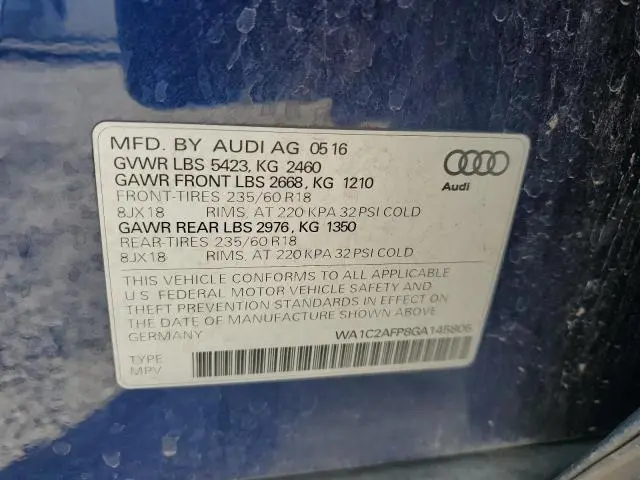 MFD. BY AUDI AG 05 16
GVWR LBS 5423, KG 2460
GAWR FRONT LBS 2668, KG 1210
FRONT-TIRES 235/60 R18
8JX18 RIMS, AT 220 KPA 32 PSI COLD
GAWR REAR LBS 2976, KG 1350
REAR-TIRES 235/60 R18
8JX18 RIMS, AT 220 KPA 32 PSI COLD
Audi
THIS VEHICLE CONFORMS TO ALL APPLICABLE
U.S. FEDERAL MOTOR VEHICLE SAFETY AND
THEFT PREVENTION STANDARDS IN EFFECT ON
THE DATE OF MANUFACTURE SHOWN ABOVE
GERMANY
WA1C2AFP8GA145805
TYPE
MPV